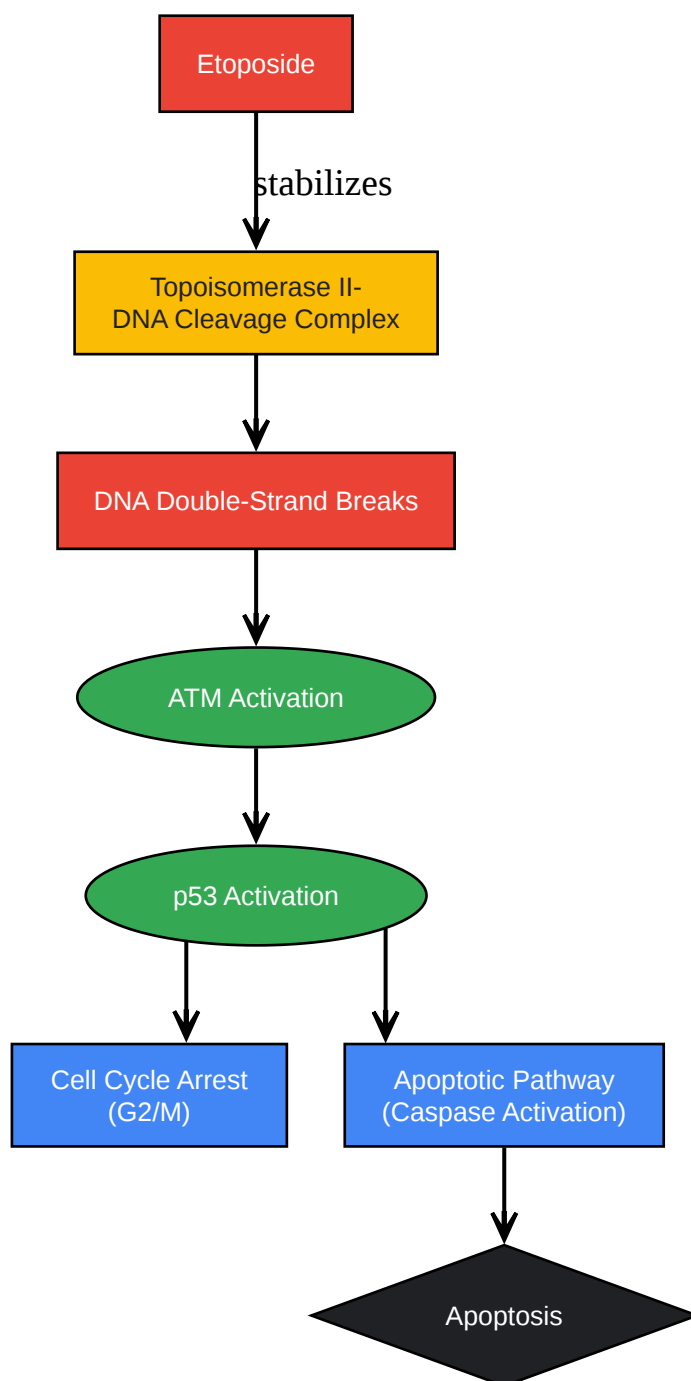 Etoposide
stabilizes
Topoisomerase II-
DNA Cleavage Complex
DNA Double-Strand Breaks
ATM Activation
p53 Activation
Cell Cycle Arrest
(G2/M)
Apoptotic Pathway
(Caspase Activation)
Apoptosis